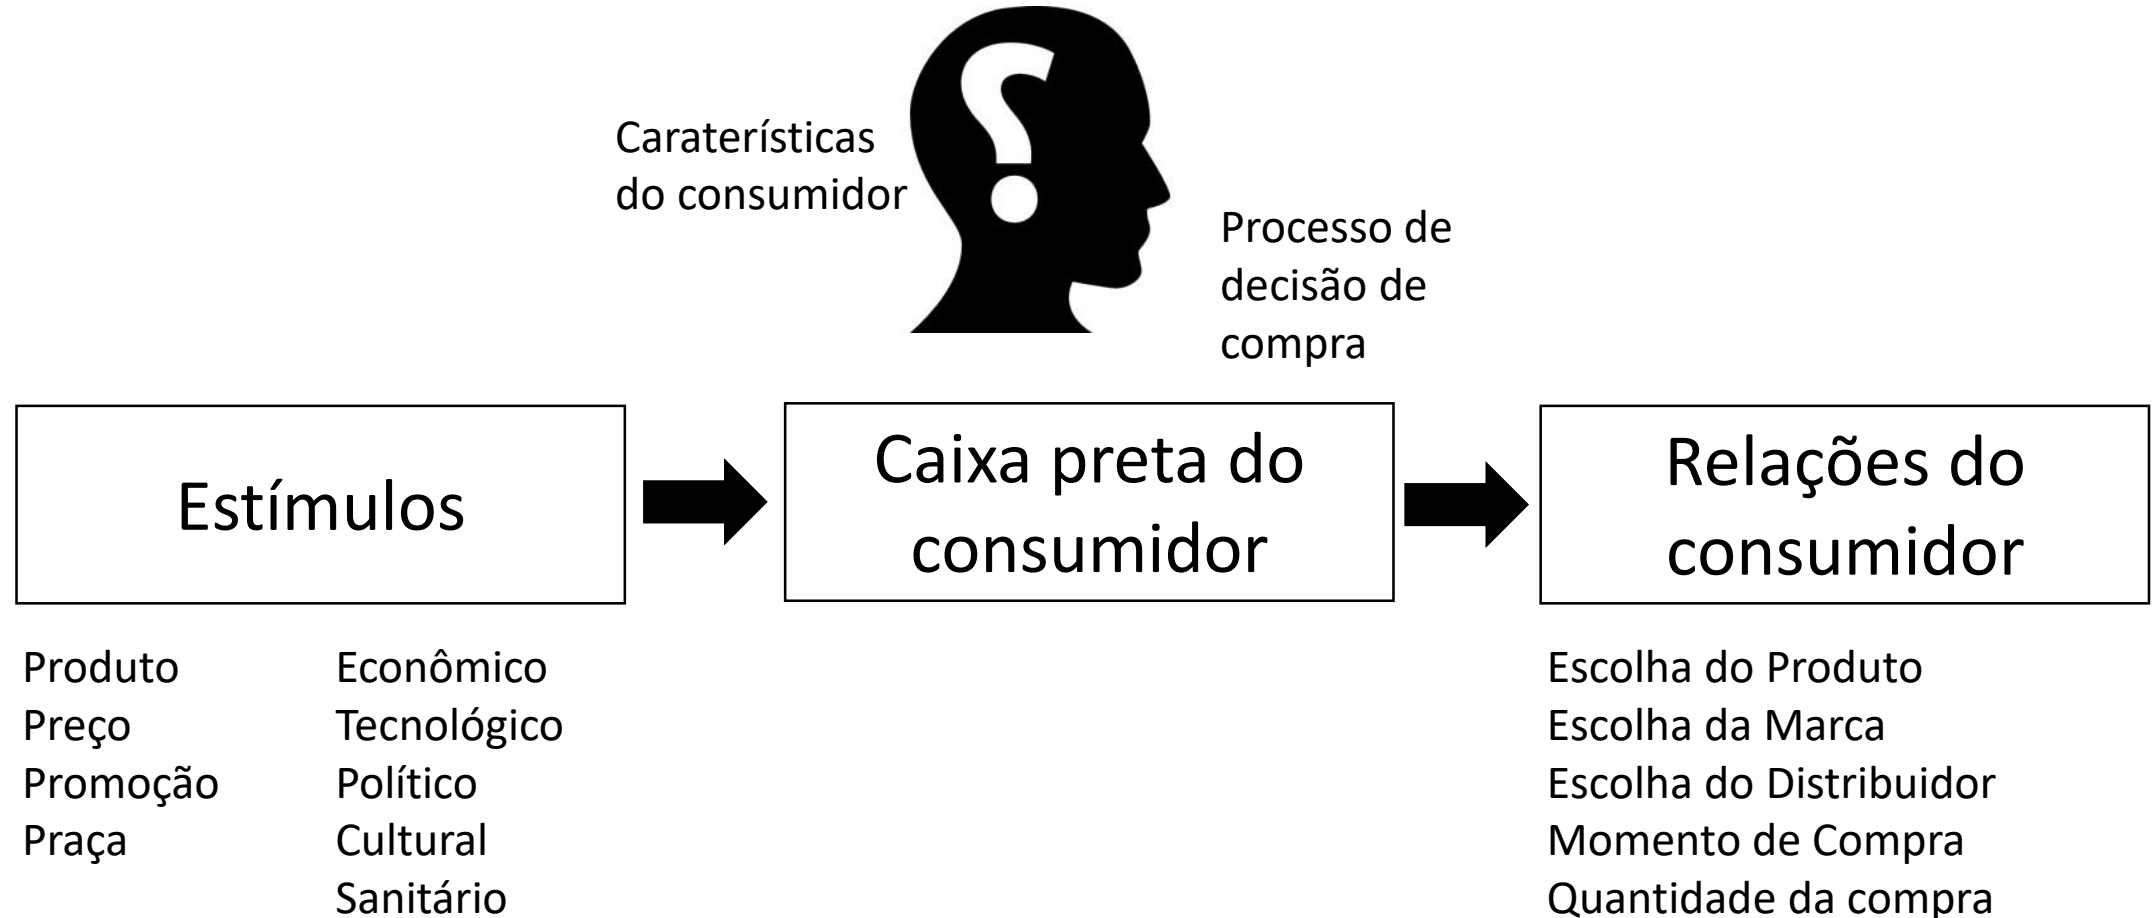 Caraterísticas
do consumidor
Processo de
decisão de
compra
Estímulos
Caixa preta do
consumidor
Relações do
consumidor
Produto
Preço
Promoção
Praça
Econômico
Tecnológico
Político
Cultural
Sanitário
Escolha do Produto
Escolha da Marca
Escolha do Distribuidor
Momento de Compra
Quantidade da compra